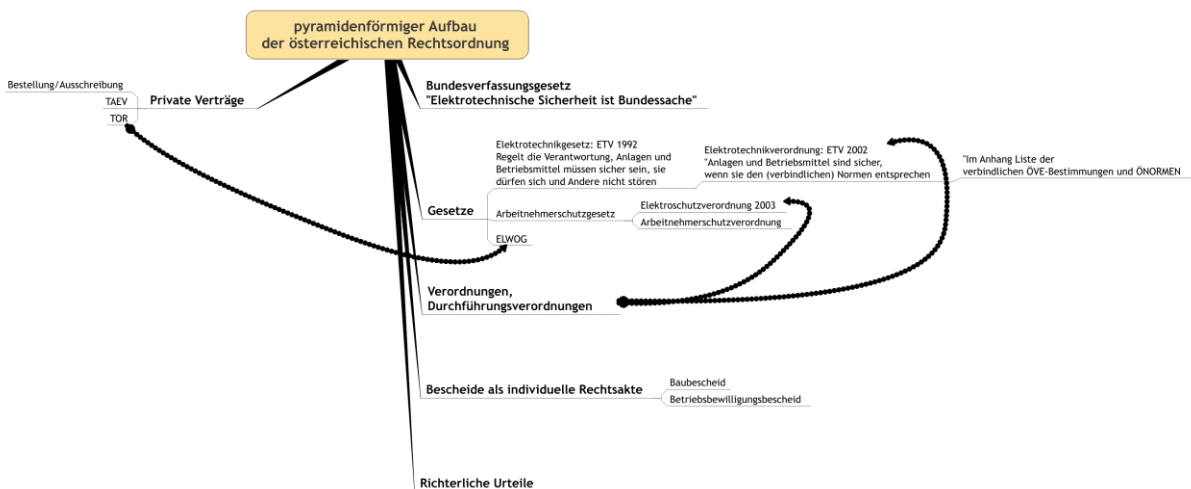 pyramidenförmiger Aufbau
der österreichischen Rechtsordnung
Bestellung/Ausschreibung
TAEV
TOR
Private Verträge
Bundesverfassungsgesetz
"Elektrotechnische Sicherheit ist Bundessache"
Gesetze
Elektrotechnikgesetz: ETV 1992
Regelt die Verantwortung, Anlagen und
Betriebsmittel müssen sicher sein, sie
dürfen sich und Andere nicht stören
Elektrotechnikverordnung: ETV 2002
"Anlagen und Betriebsmittel sind sicher,
wenn sie den (verbindlichen) Normen entsprechen
"Im Anhang Liste der
verbindlichen ÖVE-Bestimmungen und ÖNORMEN
Arbeitnehmerschutzgesetz
Elektroschutzverordnung 2003
Arbeitnehmerschutzverordnung
ELWOG
Verordnungen,
Durchführungsverordnungen
Bescheide als individuelle Rechtsakte
Baubescheid
Betriebsbewilligungsbescheid
Richterliche Urteile